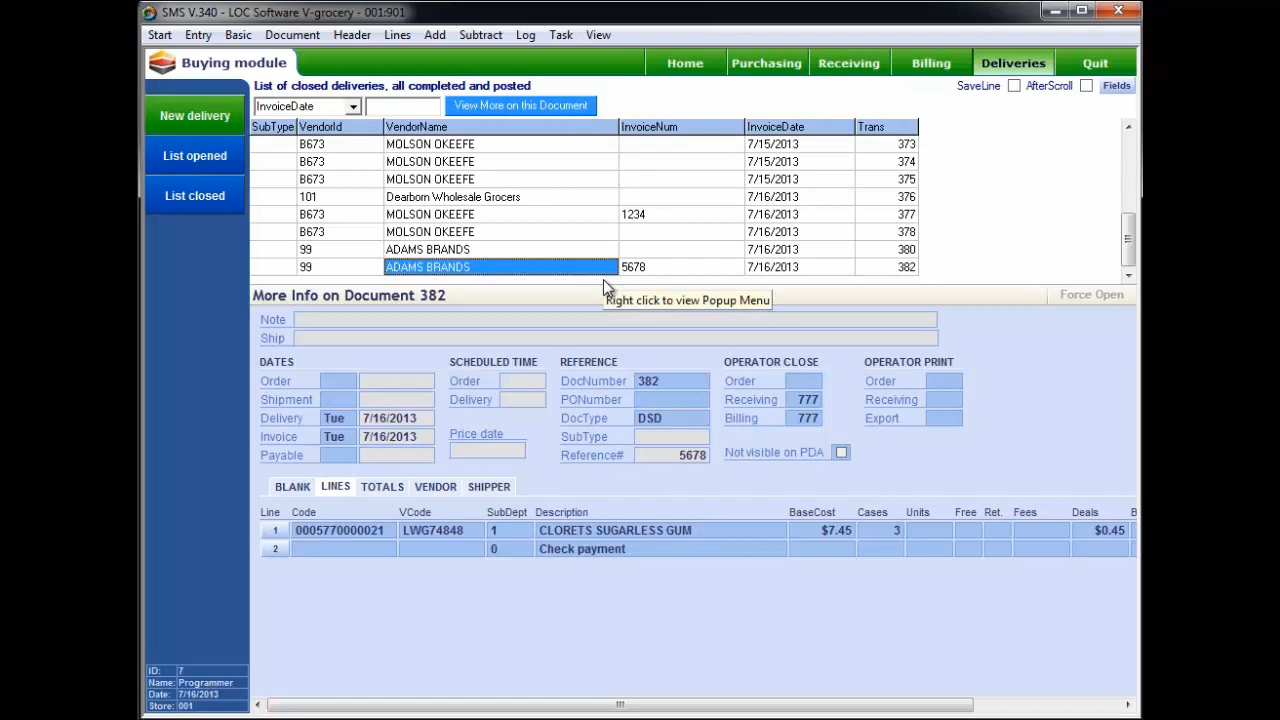 SMS V.340 - LOC Software V-grocery - 001:901
Start Entry Basic Document Header Lines Add Subtract Log Task View
Buying module Home Purchasing Receiving Billing Deliveries Quit
List of closed deliveries, all completed and posted SaveLine AfterScroll Fields
InvoiceDate View More on this Document
New delivery
List opened
List closed
SubType VendorId VendorName InvoiceNum InvoiceDate Trans
B673 MOLSON OKEEFE 7/15/2013 373
B673 MOLSON OKEEFE 7/15/2013 374
B673 MOLSON OKEEFE 7/15/2013 375
101 Dearborn Wholesale Grocers 7/16/2013 376
B673 MOLSON OKEEFE 1234 7/16/2013 377
B673 MOLSON OKEEFE 7/16/2013 378
99 ADAMS BRANDS 7/16/2013 380
99 ADAMS BRANDS 5678 7/16/2013 382
More Info on Document 382 Force Open
Right click to view Popup Menu
Note
Ship
DATES SCHEDULED TIME REFERENCE OPERATOR CLOSE OPERATOR PRINT
Order Order DocNumber 382 Order Order
Shipment Delivery PONumber Receiving 777 Receiving
Delivery Tue 7/16/2013 DocType DSD Billing 777 Export
Invoice Tue 7/16/2013 Price date SubType
Payable Reference# 5678 Not visible on PDA
BLANK LINES TOTALS VENDOR SHIPPER
Line Code VCode SubDept Description BaseCost Cases Units Free Ret. Fees Deals B
1 0005770000021 LWG74848 1 CLORETS SUGARLESS GUM $7.45 3 $0.45
2 0 Check payment
ID: 7
Name: Programmer
Date: 7/16/2013
Store: 001